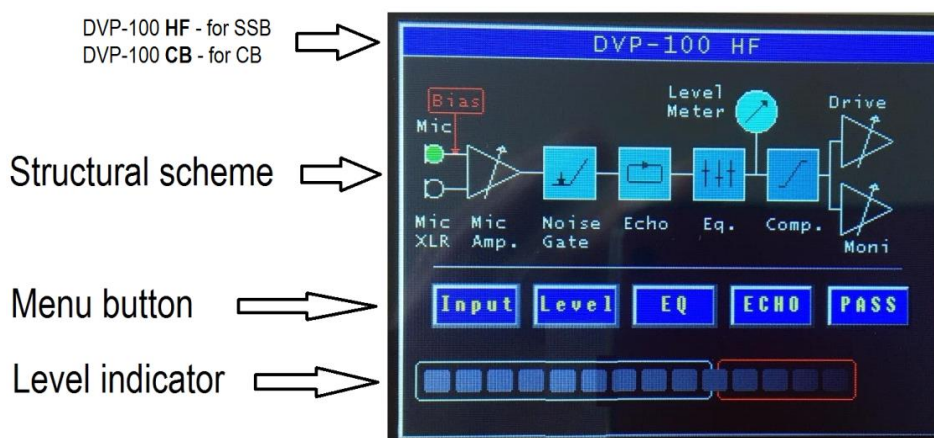 DVP-100 HF - for SSB
DVP-100 CB - for CB
DVP-100 HF
Structural scheme
Bias
Mic
Level
Meter
Drive
Mic
XLR
Mic
Amp.
Noise
Gate
Echo
Eq.
Comp.
Moni
Menu button
Input
Level
EQ
ECHO
PASS
Level indicator